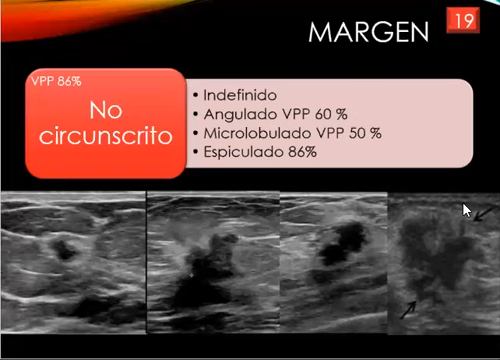 MARGEN
19
VPP 86%
No
circunscrito
• Indefinido
• Angulado VPP 60 %
• Microlobulado VPP 50 %
• Espiculado 86%